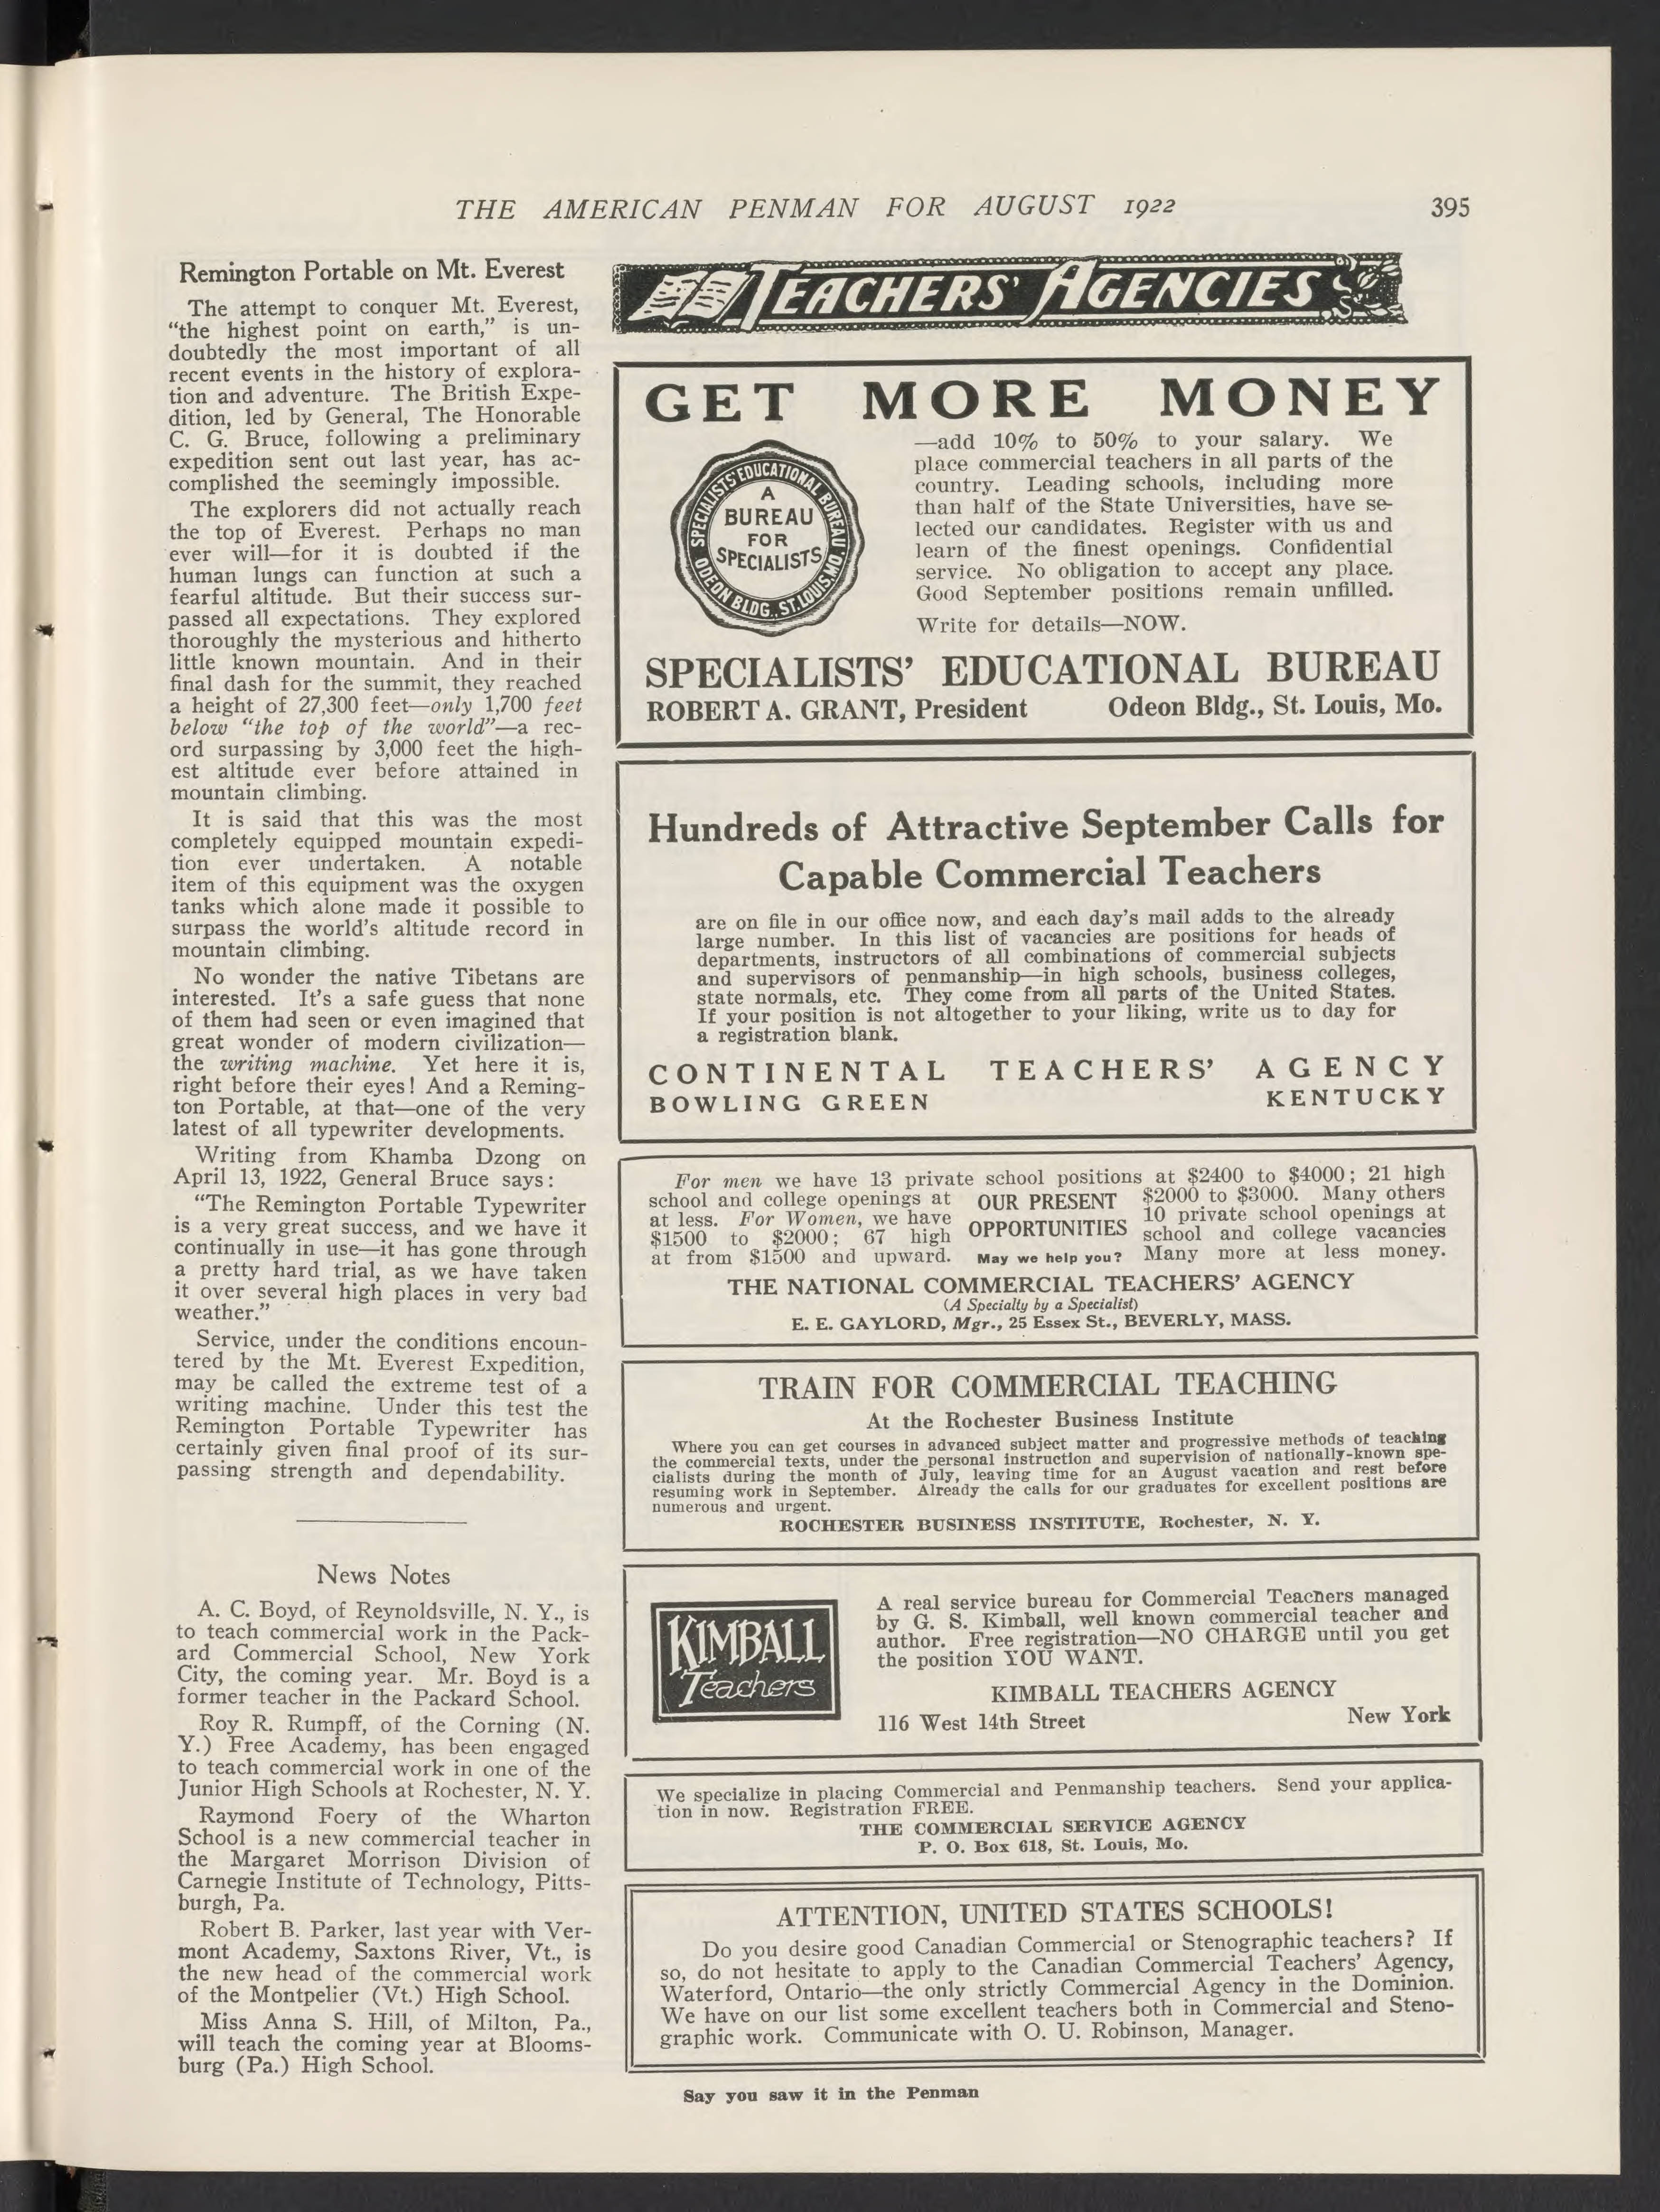 THE AMERICAN PENMAN FOR AUGUST 1922
395
Remington Portable on Mt. Everest
The attempt to conquer Mt. Everest,
“the highest point on earth,” is un-
doubtedly the most important of all
recent events in the history of explora-
tion and adventure. The British Expe-
dition, led by General, The Honorable
C. G. Bruce, following a preliminary
expedition sent out last year, has ac-
complished the seemingly impossible.
The explorers did not actually reach
the top of Everest. Perhaps no man
ever will—for it is doubted if the
human lungs can function at such a
fearful altitude. But their success sur-
passed all expectations. They explored
thoroughly the mysterious and hitherto
little known mountain. And in their
final dash for the summit, they reached
a height of 27,300 feet—only 1,700 feet
below “the top of the world”—a rec-
ord surpassing by 3,000 feet the high-
est altitude ever before attained in
mountain climbing.
It is said that this was the most
completely equipped mountain expedi-
tion ever undertaken. A notable
item of this equipment was the oxygen
tanks which alone made it possible to
surpass the world’s altitude record in
mountain climbing.
No wonder the native Tibetans are
interested. It’s a safe guess that none
of them had seen or even imagined that
great wonder of modern civilization—
the writing machine. Yet here it is,
right before their eyes! And a Reming-
ton Portable, at that—one of the very
latest of all typewriter developments.
Writing from Khamba Dzong on
April 13, 1922, General Bruce says:
“The Remington Portable Typewriter
is a very great success, and we have it
continually in use—it has gone through
a pretty hard trial, as we have taken
it over several high places in very bad
weather.”
Service, under the conditions encoun-
tered by the Mt. Everest Expedition,
may be called the extreme test of a
writing machine. Under this test the
Remington Portable Typewriter has
certainly given final proof of its sur-
passing strength and dependability.
News Notes
A. C. Boyd, of Reynoldsville, N. Y., is
to teach commercial work in the Pack-
ard Commercial School, New York
City, the coming year. Mr. Boyd is a
former teacher in the Packard School.
Roy R. Rumpff, of the Corning (N.
Y.) Free Academy, has been engaged
to teach commercial work in one of the
Junior High Schools at Rochester, N. Y.
Raymond Foery of the Wharton
School is a new commercial teacher in
the Margaret Morrison Division of
Carnegie Institute of Technology, Pitts-
burgh, Pa.
Robert B. Parker, last year with Ver-
mont Academy, Saxtons River, Vt., is
the new head of the commercial work
of the Montpelier (Vt.) High School.
Miss Anna S. Hill, of Milton, Pa.,
will teach the coming year at Blooms-
burg (Pa.) High School.
TEACHERS’ AGENCIES
GET MORE MONEY
SPECIALISTS’ EDUCATIONAL BUREAU
ODEON BLDG., ST. LOUIS, MO.
A
BUREAU
FOR
SPECIALISTS
—add 10% to 50% to your salary. We
place commercial teachers in all parts of the
country. Leading schools, including more
than half of the State Universities, have se-
lected our candidates. Register with us and
learn of the finest openings. Confidential
service. No obligation to accept any place.
Good September positions remain unfilled.
Write for details—NOW.
SPECIALISTS’ EDUCATIONAL BUREAU
ROBERT A. GRANT, President Odeon Bldg., St. Louis, Mo.
Hundreds of Attractive September Calls for
Capable Commercial Teachers
are on file in our office now, and each day’s mail adds to the already
large number. In this list of vacancies are positions for heads of
departments, instructors of all combinations of commercial subjects
and supervisors of penmanship—in high schools, business colleges,
state normals, etc. They come from all parts of the United States.
If your position is not altogether to your liking, write us to day for
a registration blank.
CONTINENTAL TEACHERS’ AGENCY
BOWLING GREEN KENTUCKY
For men we have 13 private school positions at $2400 to $4000; 21 high
school and college openings at OUR PRESENT $2000 to $3000. Many others
at less. For Women, we have OPPORTUNITIES 10 private school openings at
$1500 to $2000; 67 high school and college vacancies
at from $1500 and upward. May we help you? Many more at less money.
THE NATIONAL COMMERCIAL TEACHERS’ AGENCY
(A Specialty by a Specialist)
E. E. GAYLORD, Mgr., 25 Essex St., BEVERLY, MASS.
TRAIN FOR COMMERCIAL TEACHING
At the Rochester Business Institute
Where you can get courses in advanced subject matter and progressive methods of teaching
the commercial texts, under the personal instruction and supervision of nationally-known spe-
cialists during the month of July, leaving time for an August vacation and rest before
resuming work in September. Already the calls for our graduates for excellent positions are
numerous and urgent.
ROCHESTER BUSINESS INSTITUTE, Rochester, N. Y.
KIMBALL
Teachers
A real service bureau for Commercial Teachers managed
by G. S. Kimball, well known commercial teacher and
author. Free registration—NO CHARGE until you get
the position YOU WANT.
KIMBALL TEACHERS AGENCY
116 West 14th Street New York
We specialize in placing Commercial and Penmanship teachers. Send your applica-
tion in now. Registration FREE.
THE COMMERCIAL SERVICE AGENCY
P. O. Box 618, St. Louis, Mo.
ATTENTION, UNITED STATES SCHOOLS!
Do you desire good Canadian Commercial or Stenographic teachers? If
so, do not hesitate to apply to the Canadian Commercial Teachers’ Agency,
Waterford, Ontario—the only strictly Commercial Agency in the Dominion.
We have on our list some excellent teachers both in Commercial and Steno-
graphic work. Communicate with O. U. Robinson, Manager.
Say you saw it in the Penman